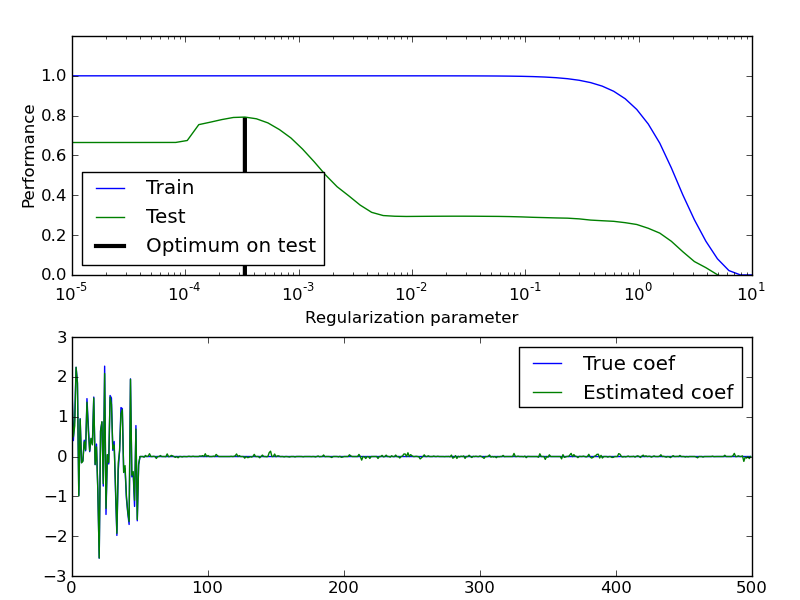 1.0
0.8
0.6
0.4
0.2
0.0
Performance
Train
Test
Optimum on test
10^-5 10^-4 10^-3 10^-2 10^-1 10^0 10^1
Regularization parameter
3
2
1
0
−1
−2
−3
True coef
Estimated coef
0 100 200 300 400 500